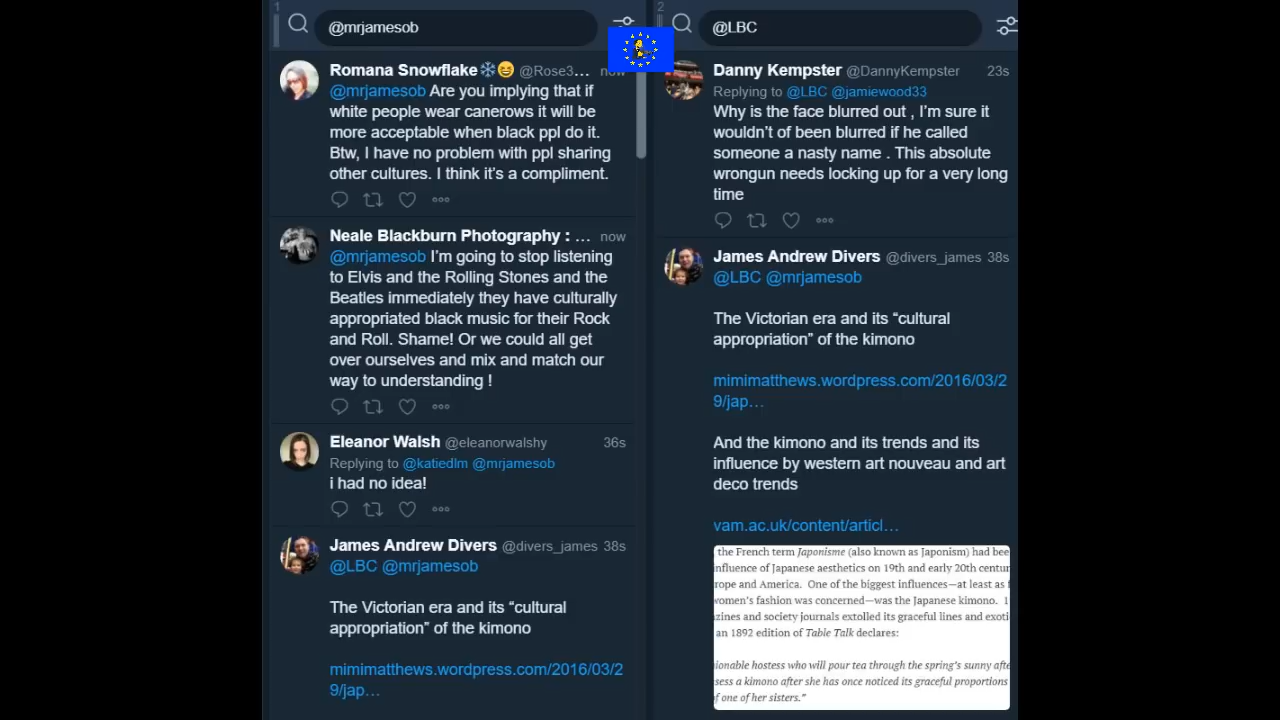 1
@mrjamesob
Romana Snowflake❄😆 @Rose3... now
@mrjamesob Are you implying that if
white people wear canerows it will be
more acceptable when black ppl do it.
Btw, I have no problem with ppl sharing
other cultures. I think it's a compliment.
Neale Blackburn Photography : ... now
@mrjamesob I'm going to stop listening
to Elvis and the Rolling Stones and the
Beatles immediately they have culturally
appropriated black music for their Rock
and Roll. Shame! Or we could all get
over ourselves and mix and match our
way to understanding !
Eleanor Walsh @eleanorwalshy 36s
Replying to @katiedlm @mrjamesob
i had no idea!
James Andrew Divers @divers_james 38s
@LBC @mrjamesob
The Victorian era and its “cultural
appropriation” of the kimono
mimimatthews.wordpress.com/2016/03/2
9/jap…
2
@LBC
Danny Kempster @DannyKempster 23s
Replying to @LBC @jamiewood33
Why is the face blurred out , I'm sure it
wouldn't of been blurred if he called
someone a nasty name . This absolute
wrongun needs locking up for a very long
time
James Andrew Divers @divers_james 38s
@LBC @mrjamesob
The Victorian era and its “cultural
appropriation” of the kimono
mimimatthews.wordpress.com/2016/03/2
9/jap…
And the kimono and its trends and its
influence by western art nouveau and art
deco trends
vam.ac.uk/content/articl…
the French term Japonisme (also known as Japonism) had bee
influence of Japanese aesthetics on 19th and early 20th centur
rope and America. One of the biggest influences—at least as f
women's fashion was concerned—was the Japanese kimono. 1
zines and society journals extolled its graceful lines and exoti
an 1892 edition of Table Talk declares:
ionable hostess who will pour tea through the spring's sunny afte
sess a kimono after she has once noticed its graceful proportions
of one of her sisters.”